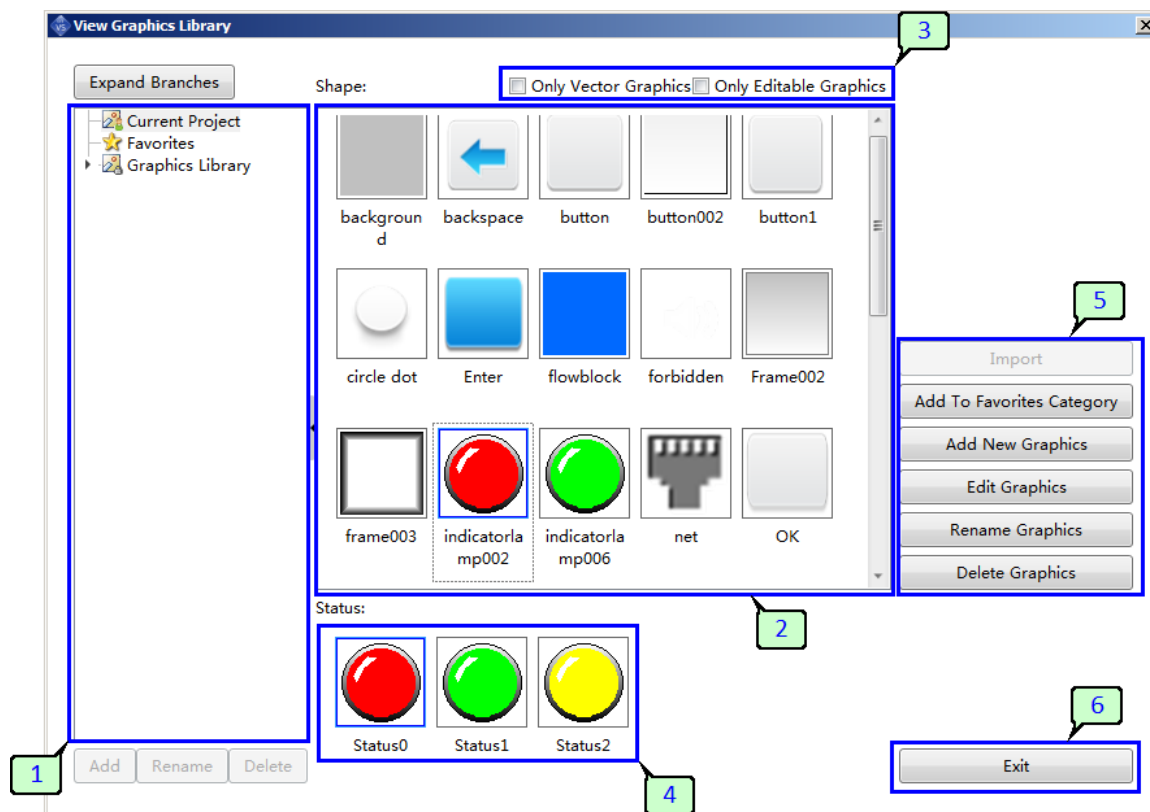 View Graphics Library
3
Expand Branches
Shape:
Only Vector Graphics
Only Editable Graphics
Current Project
Favorites
Graphics Library
backgroun
d
backspace
button
button002
button1
circle dot
Enter
flowblock
forbidden
Frame002
frame003
indicatorla
mp002
indicatorla
mp006
net
OK
5
Import
Add To Favorites Category
Add New Graphics
Edit Graphics
Rename Graphics
Delete Graphics
2
Status:
Status0
Status1
Status2
4
1
Add
Rename
Delete
6
Exit